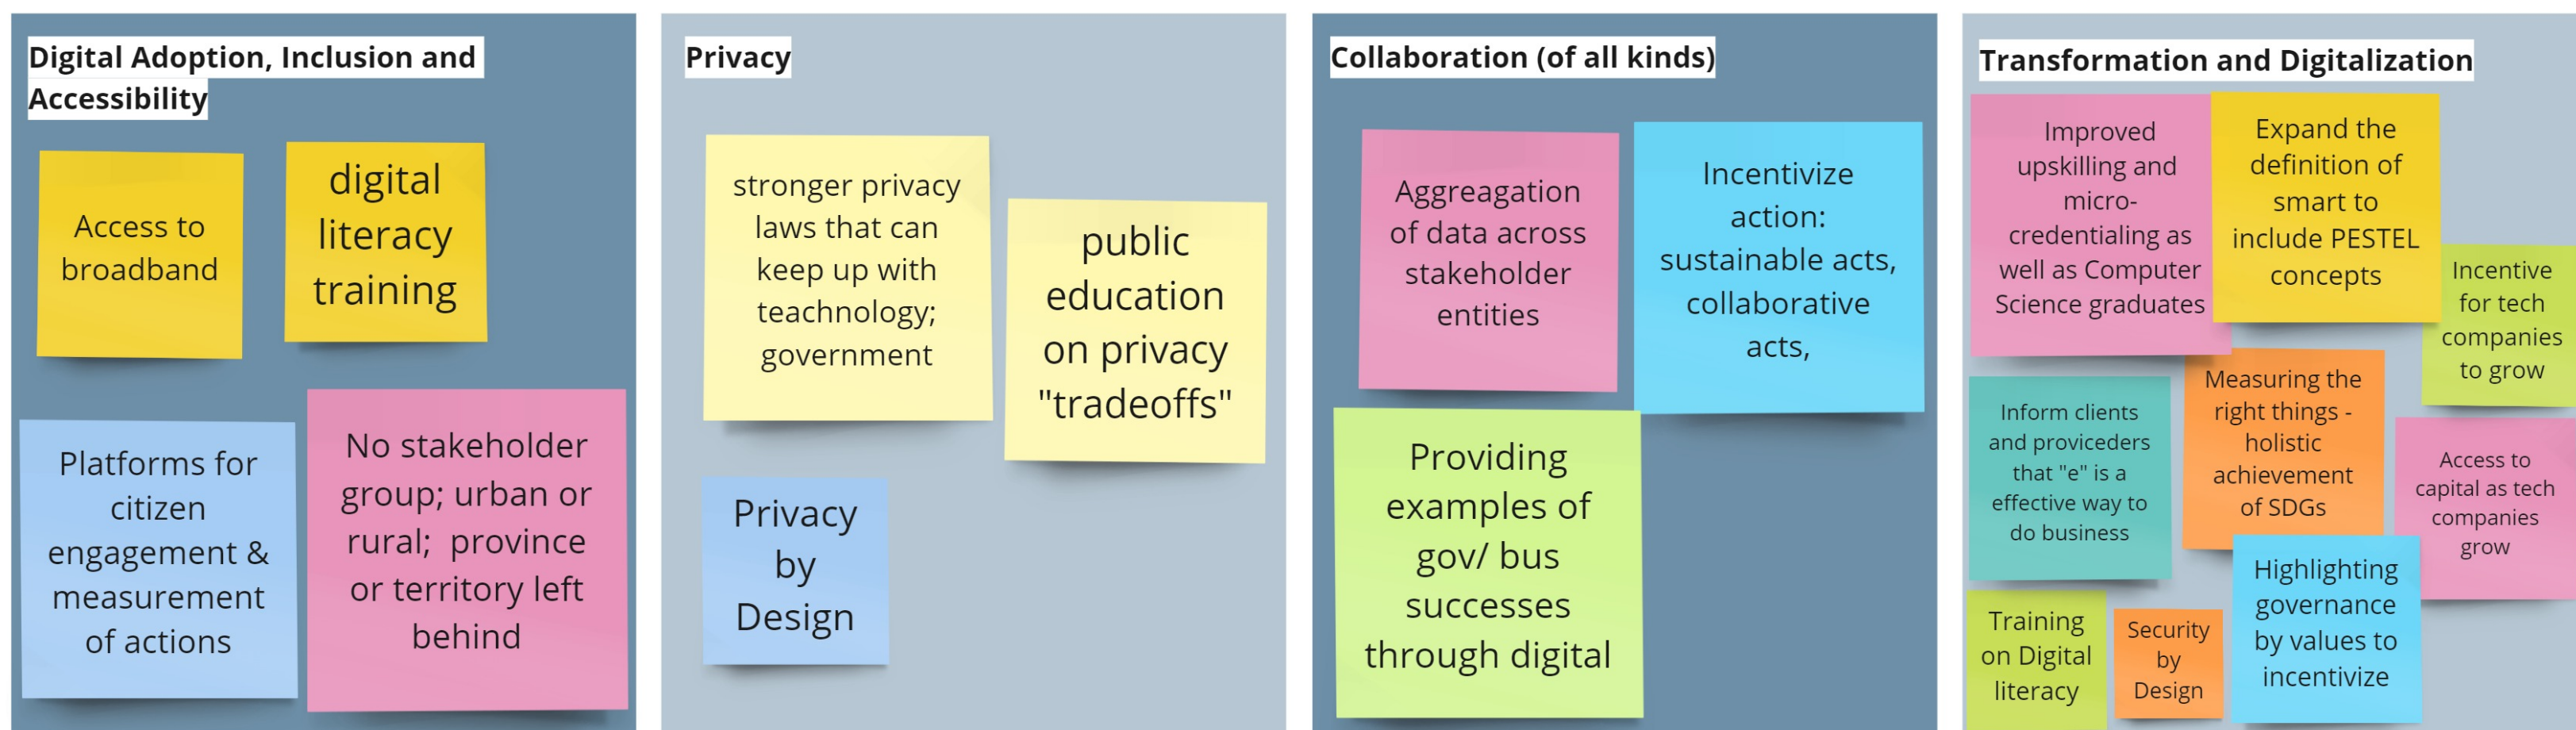 Digital Adoption, Inclusion and
Accessibility
Access to
broadband
digital
literacy
training
Platforms for
citizen
engagement &
measurement
of actions
No stakeholder
group; urban or
rural; province
or territory left
behind
Privacy
stronger privacy
laws that can
keep up with
teachnology;
government
public
education
on privacy
"tradeoffs"
Privacy
by
Design
Collaboration (of all kinds)
Aggreagation
of data across
stakeholder
entities
Incentivize
action:
sustainable acts,
collaborative
acts,
Providing
examples of
gov/ bus
successes
through digital
Transformation and Digitalization
Improved
upskilling and
micro-
credentialing as
well as Computer
Science graduates
Expand the
definition of
smart to
include PESTEL
concepts
Incentive
for tech
companies
to grow
Inform clients
and proviceders
that "e" is a
effective way to
do business
Measuring the
right things -
holistic
achievement
of SDGs
Access to
capital as tech
companies
grow
Training
on Digital
literacy
Security
by
Design
Highlighting
governance
by values to
incentivize